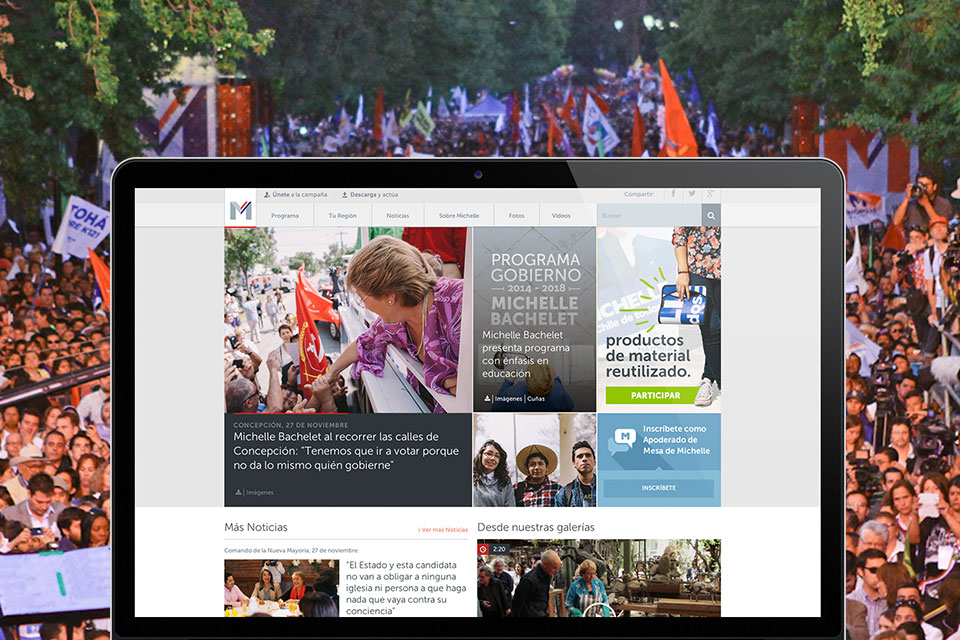 Únete a la campaña
Descarga y actúa
Compartir:
M
Programa
Tu Región
Noticias
Sobre Michelle
Fotos
Videos
Buscar
PROGRAMA
GOBIERNO
2014 - 2018
MICHELLE
BACHELET
Michelle Bachelet
presenta programa
con énfasis en
educación
Imágenes | Cuñas
productos
de material
reutilizado.
PARTICIPAR
CONCEPCIÓN, 27 DE NOVIEMBRE
Michelle Bachelet al recorrer las calles de
Concepción: "Tenemos que ir a votar porque
no da lo mismo quién gobierne"
Imágenes
M
Inscríbete como
Apoderado de
Mesa de Michelle
INSCRÍBETE
Más Noticias
> Ver más Noticias
Comando de la Nueva Mayoría, 27 de noviembre
"El Estado y esta candidata
no van a obligar a ninguna
iglesia ni persona a que haga
nada que vaya contra su
conciencia"
Desde nuestras galerías
2:20
M